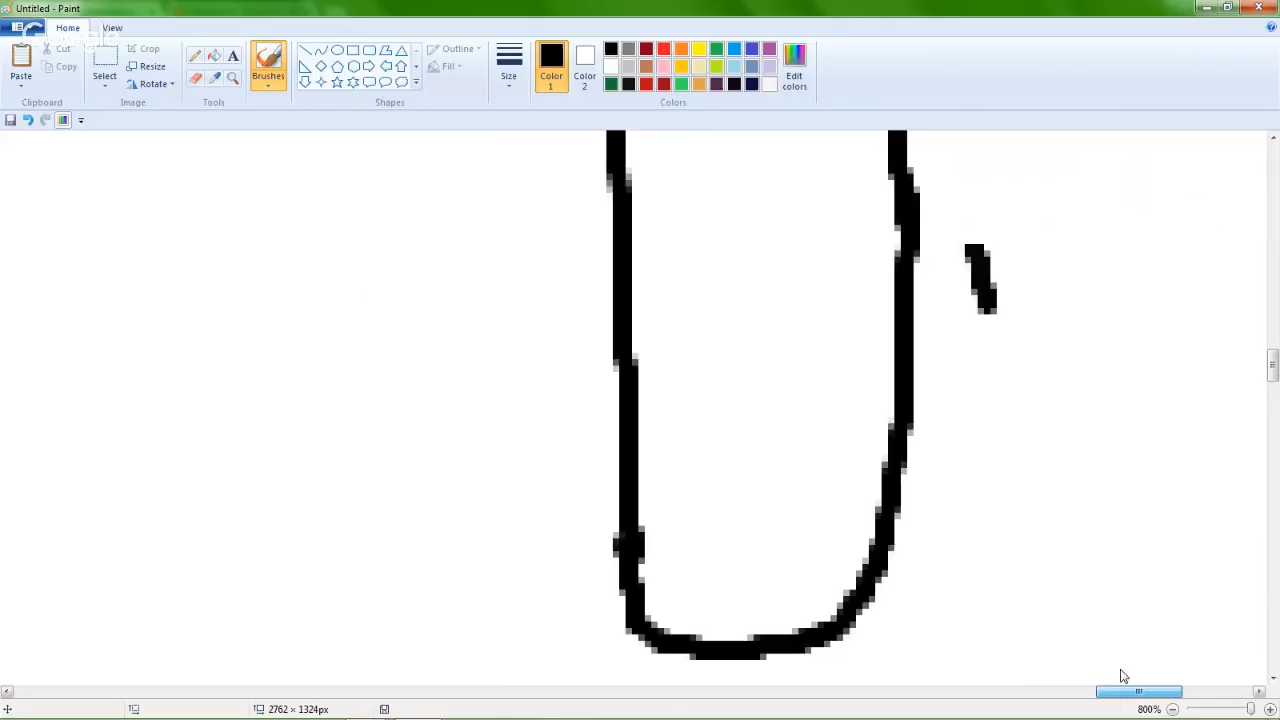 Untitled - Paint
Home View
Paste
Cut
Copy
Clipboard
Select
Crop
Resize
Rotate
Image
Tools
Brushes
Shapes
Outline
Fill
Size
Color 1
Color 2
Edit colors
Colors
2762 × 1324px
800%